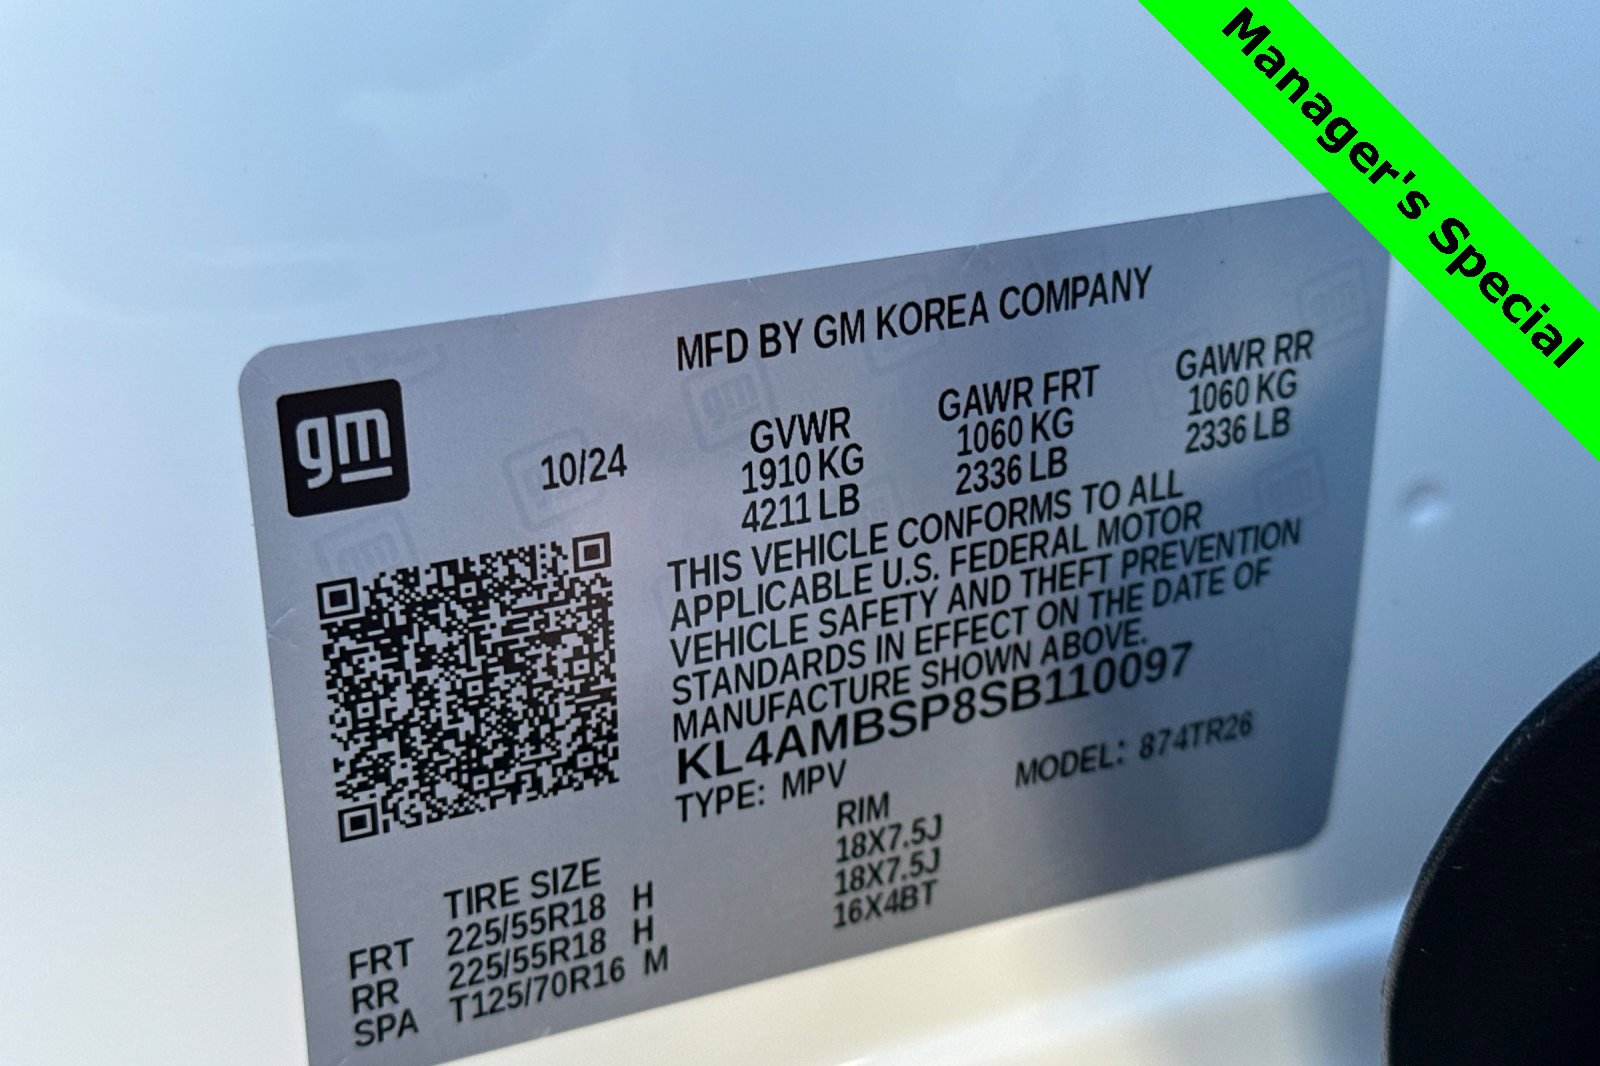 Manager's Special
MFD BY GM KOREA COMPANY
gm
10/24
GVWR GAWR FRT GAWR RR
1910 KG 1060 KG 1060 KG
4211 LB 2336 LB 2336 LB
THIS VEHICLE CONFORMS TO ALL
APPLICABLE U.S. FEDERAL MOTOR
VEHICLE SAFETY AND THEFT PREVENTION
STANDARDS IN EFFECT ON THE DATE OF
MANUFACTURE SHOWN ABOVE.
KL4AMBSP8SB110097
TYPE: MPV MODEL: 874TR26
TIRE SIZE RIM
FRT 225/55R18 H 18X7.5J
RR 225/55R18 H 18X7.5J
SPA T125/70R16 M 16X4BT